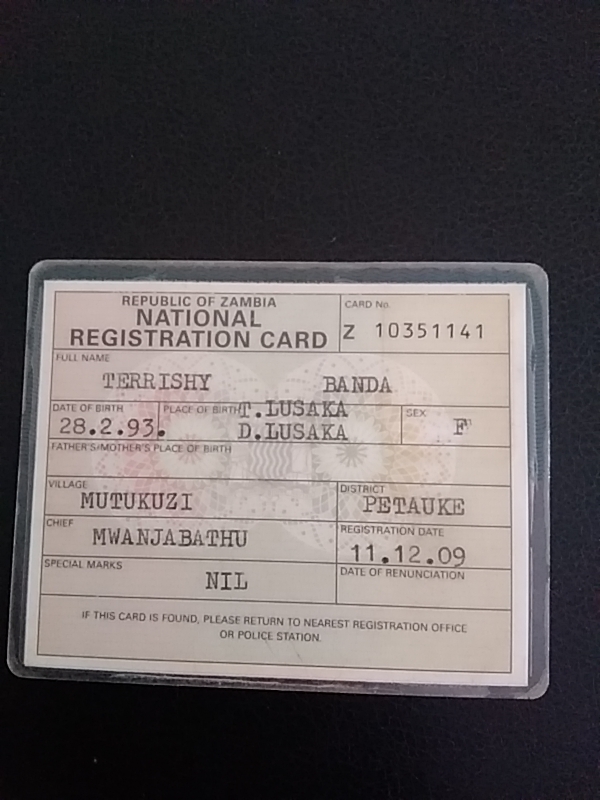 REPUBLIC OF ZAMBIA
NATIONAL
REGISTRATION CARD
CARD No.
Z 10351141
FULL NAME
TERRISHY BANDA
DATE OF BIRTH
28.2.93.
PLACE OF BIRTH
T.LUSAKA
D.LUSAKA
SEX
F
FATHER'S/MOTHER'S PLACE OF BIRTH
VILLAGE
MUTUKUZI
DISTRICT
PETAUKE
CHIEF
MWANJABATHU
REGISTRATION DATE
11.12.09
SPECIAL MARKS
NIL
DATE OF RENUNCIATION
IF THIS CARD IS FOUND, PLEASE RETURN TO NEAREST REGISTRATION OFFICE
OR POLICE STATION.